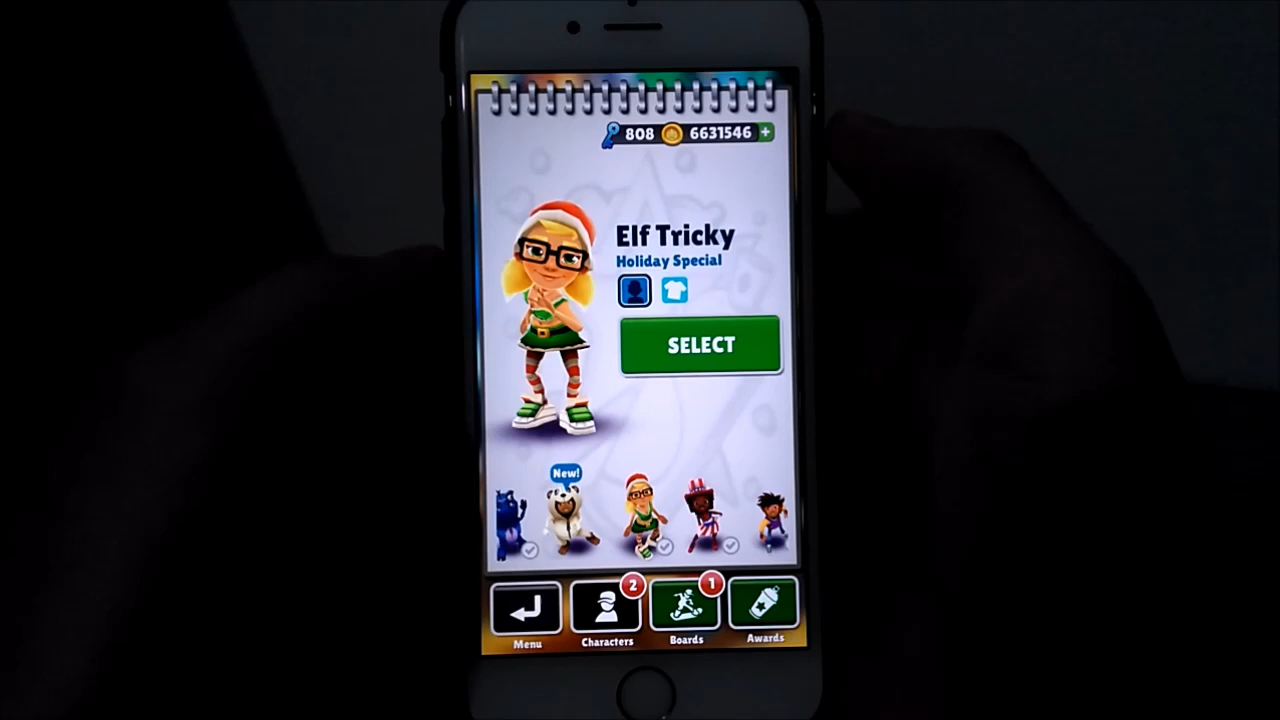 808 6631546 +
Elf Tricky
Holiday Special
SELECT
New!
2 1
Menu Characters Boards Awards